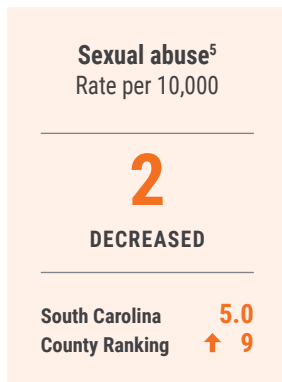 Sexual abuse⁵
Rate per 10,000
2
DECREASED
South Carolina 5.0
County Ranking ↑ 9